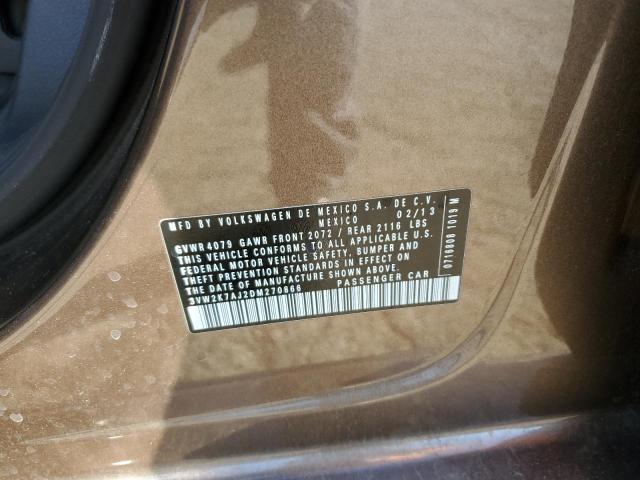 MFD BY VOLKSWAGEN DE MEXICO S.A. DE C.V.
MEXICO 02/13
GVWR4079 GAWR FRONT 2072 / REAR 2116 LBS
THIS VEHICLE CONFORMS TO ALL APPLICABLE U.S.
FEDERAL MOTOR VEHICLE SAFETY, BUMPER AND
THEFT PREVENTION STANDARDS IN EFFECT ON
THE DATE OF MANUFACTURE SHOWN ABOVE.
3VW2K7AJ2DM270866 PASSENGER CAR